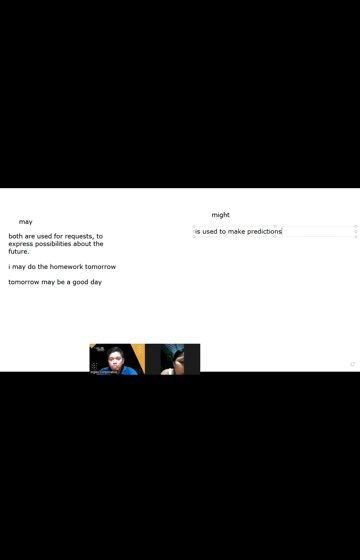 might
may
is used to make predictions
both are used for requests, to
express possibilities about the
future.
i may do the homework tomorrow
tomorrow may be a good day